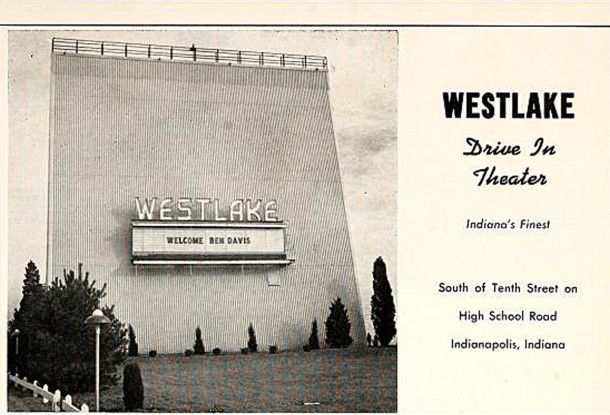 WESTLAKE
WELCOME BEN DAVIS
WESTLAKE
Drive In
Theater
Indiana's Finest
South of Tenth Street on
High School Road
Indianapolis, Indiana